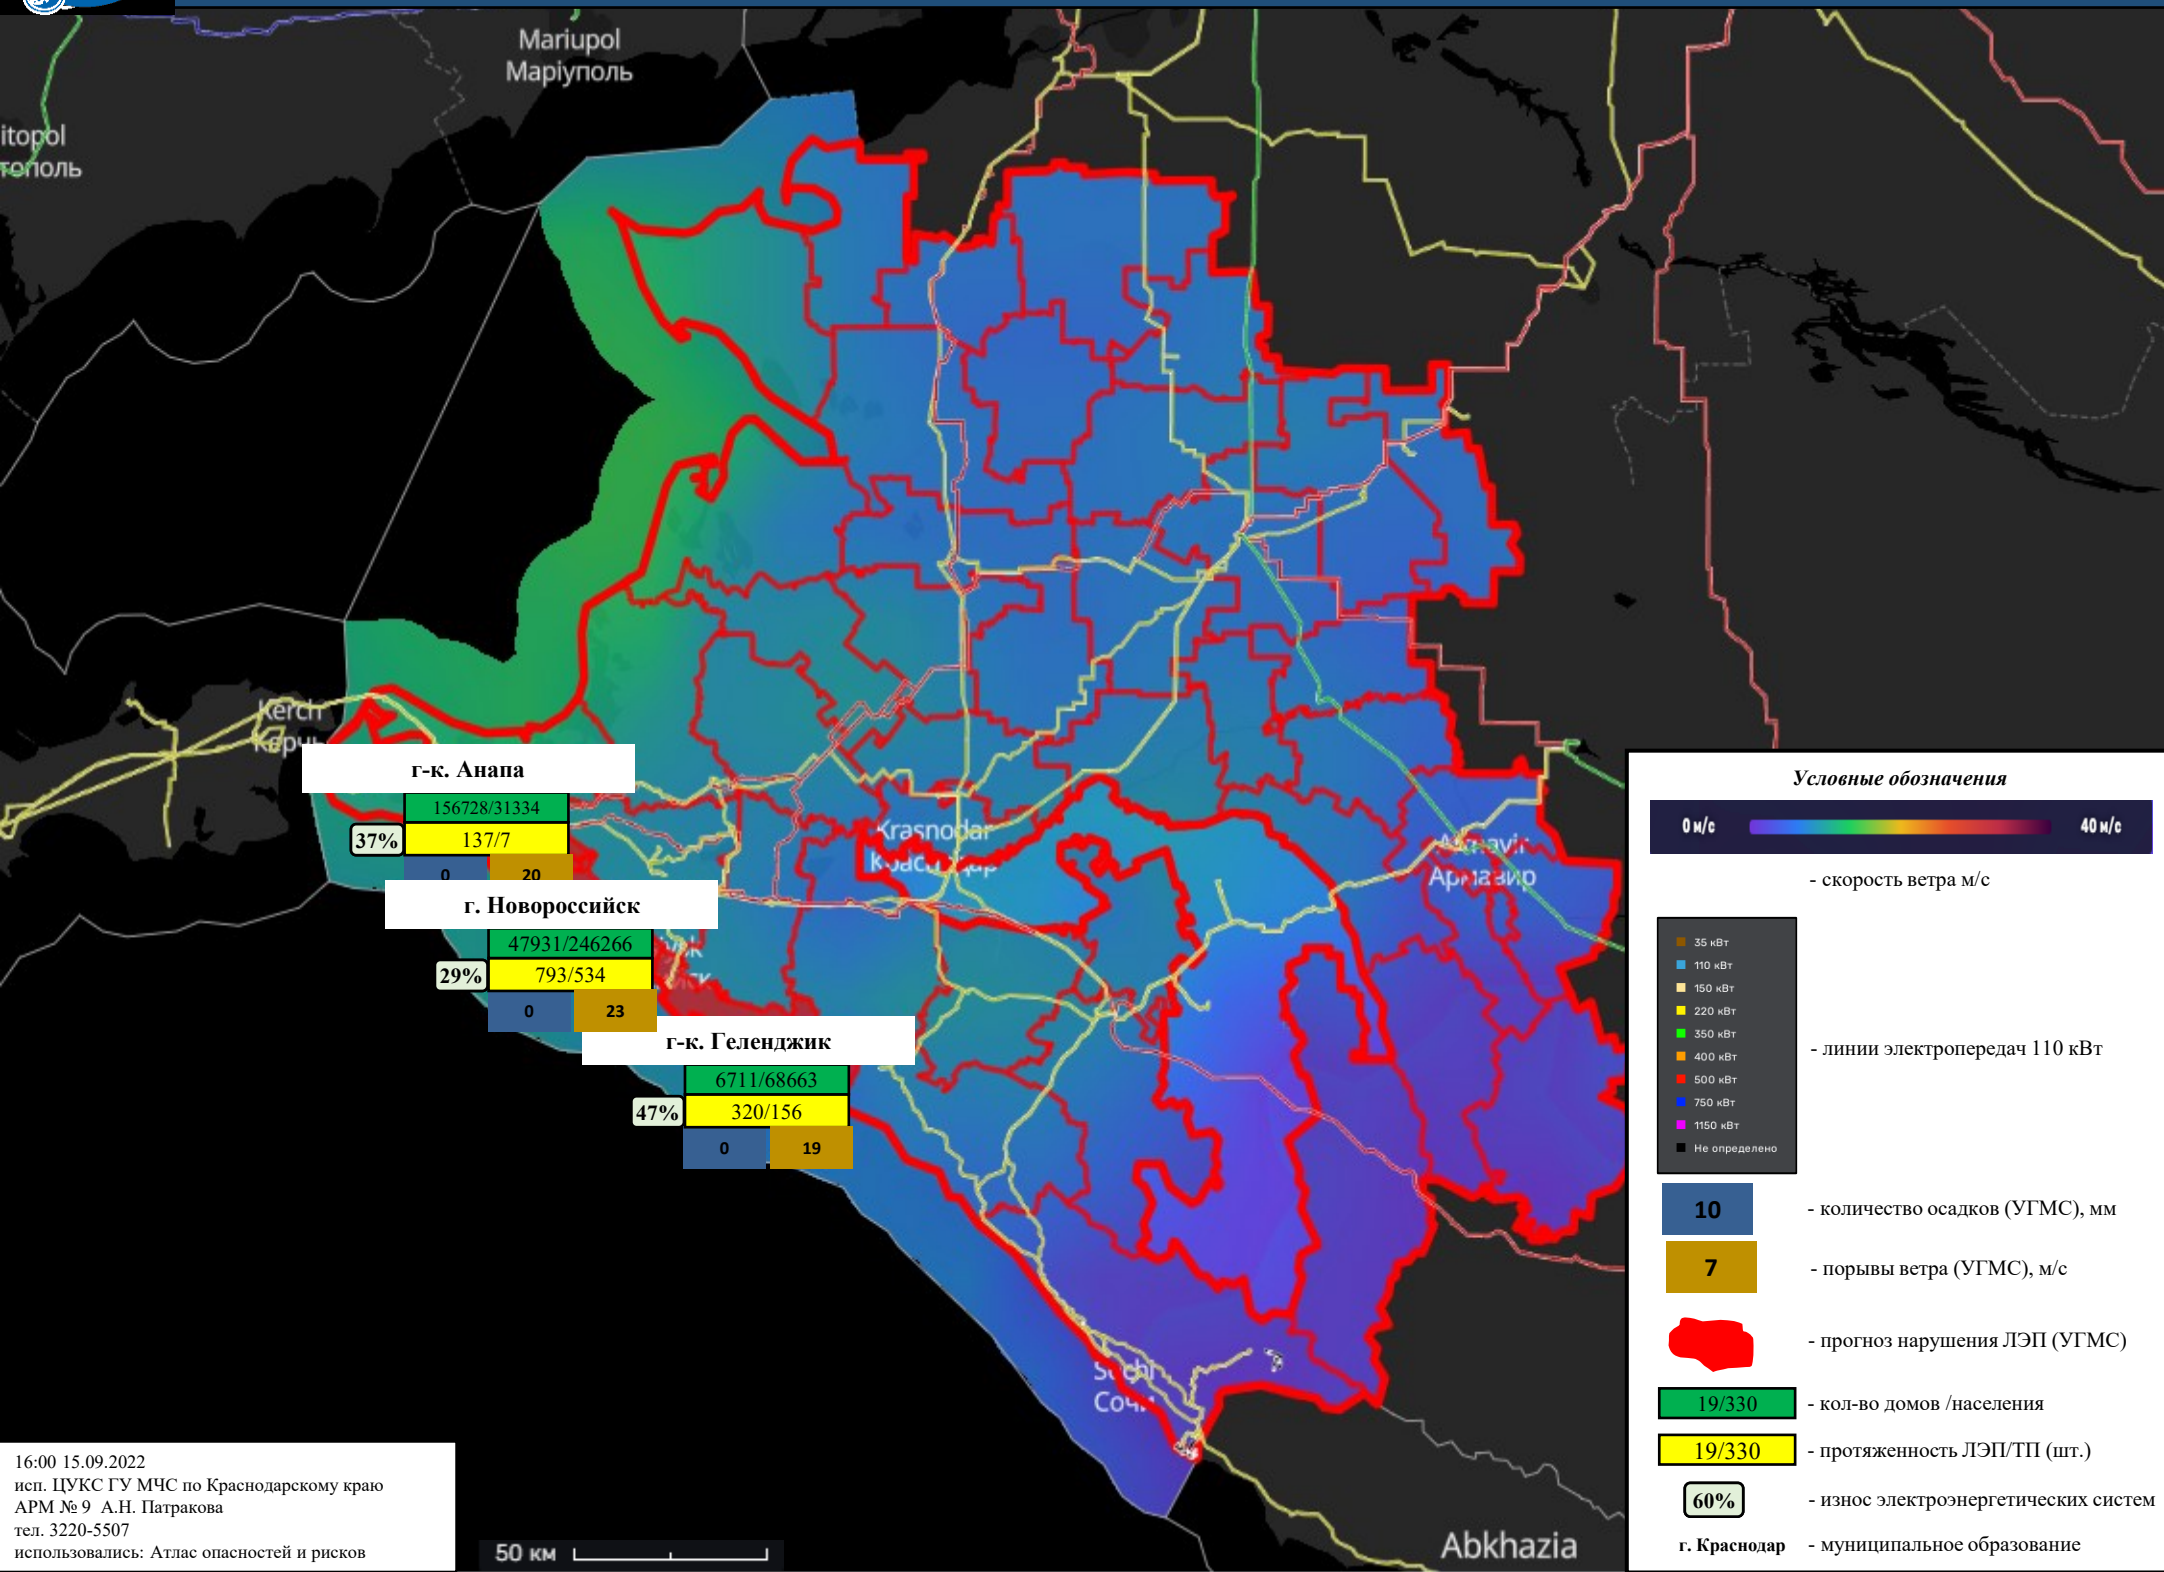 Mariupol
Маріуполь
itopol
тополь
Kerch
Керчь
г-к. Анапа
156728/31334
37%
137/7
0
20
г. Новороссийск
47931/246266
29%
793/534
0
23
г-к. Геленджик
6711/68663
47%
320/156
0
19
Krasnodar
Краснодар
Armavir
Армавир
Sochi
Сочи
Abkhazia
50 км
16:00 15.09.2022
исп. ЦУКС ГУ МЧС по Краснодарскому краю
АРМ № 9 А.Н. Патракова
тел. 3220-5507
использовались: Атлас опасностей и рисков
Условные обозначения
0 м/с
40 м/с
- скорость ветра м/с
35 кВт
110 кВт
150 кВт
220 кВт
350 кВт
400 кВт
500 кВт
750 кВт
1150 кВт
Не определено
- линии электропередач 110 кВт
10
- количество осадков (УГМС), мм
7
- порывы ветра (УГМС), м/с
- прогноз нарушения ЛЭП (УГМС)
19/330
- кол-во домов /населения
19/330
- протяженность ЛЭП/ТП (шт.)
60%
- износ электроэнергетических систем
г. Краснодар
- муниципальное образование